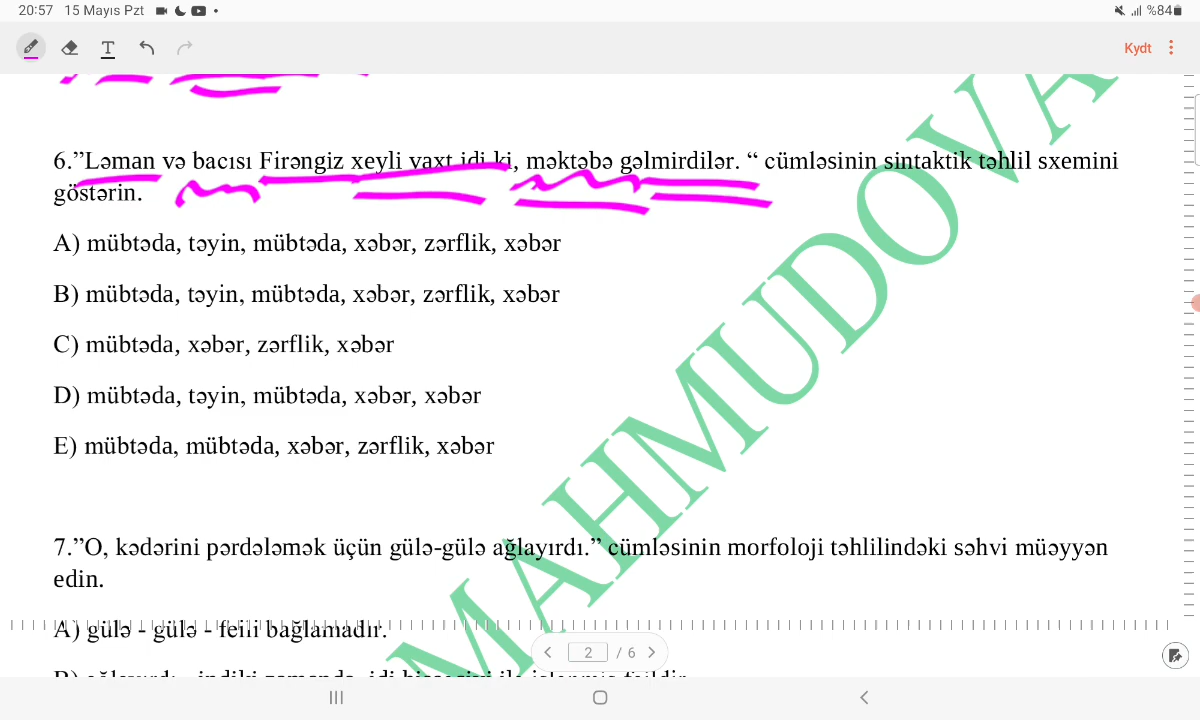 20:57 15 Mayıs Pzt %84
T Kydt
6.”Ləman və bacısı Firəngiz xeyli vaxt idi ki, məktəbə gəlmirdilər. “ cümləsinin sintaktik təhlil sxemini
göstərin.
A) mübtəda, təyin, mübtəda, xəbər, zərflik, xəbər
B) mübtəda, təyin, mübtəda, xəbər, zərflik, xəbər
C) mübtəda, xəbər, zərflik, xəbər
D) mübtəda, təyin, mübtəda, xəbər, xəbər
E) mübtəda, mübtəda, xəbər, zərflik, xəbər
7.”O, kədərini pərdələmək üçün gülə-gülə ağlayırdı.” cümləsinin morfoloji təhlilindəki səhvi müəyyən
edin.
A) gülə - gülə - feili bağlamadır.
2 / 6
MAHMUDOVA